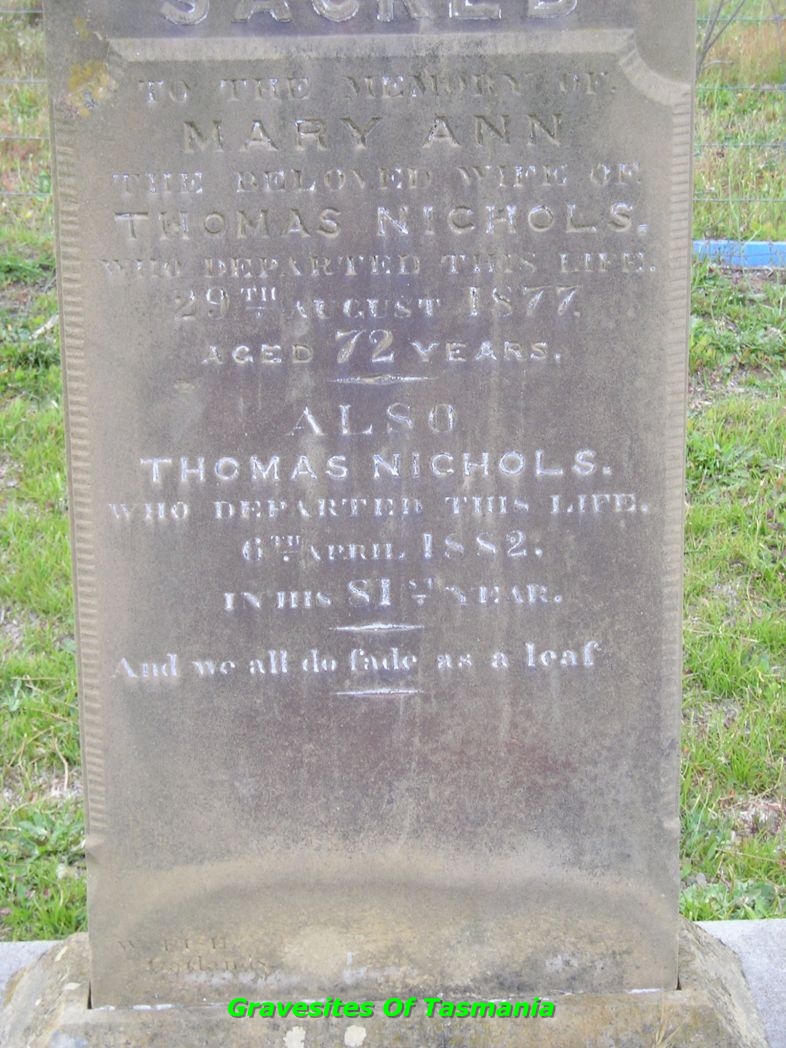 SACRED
TO THE MEMORY OF
MARY ANN
THE BELOVED WIFE OF
THOMAS NICHOLS.
WHO DEPARTED THIS LIFE.
29TH AUGUST 1877.
AGED 72 YEARS.
ALSO
THOMAS NICHOLS.
WHO DEPARTED THIS LIFE.
6TH APRIL 1882.
IN HIS 81ST YEAR.
And we all do fade as a leaf
Gravesites Of Tasmania